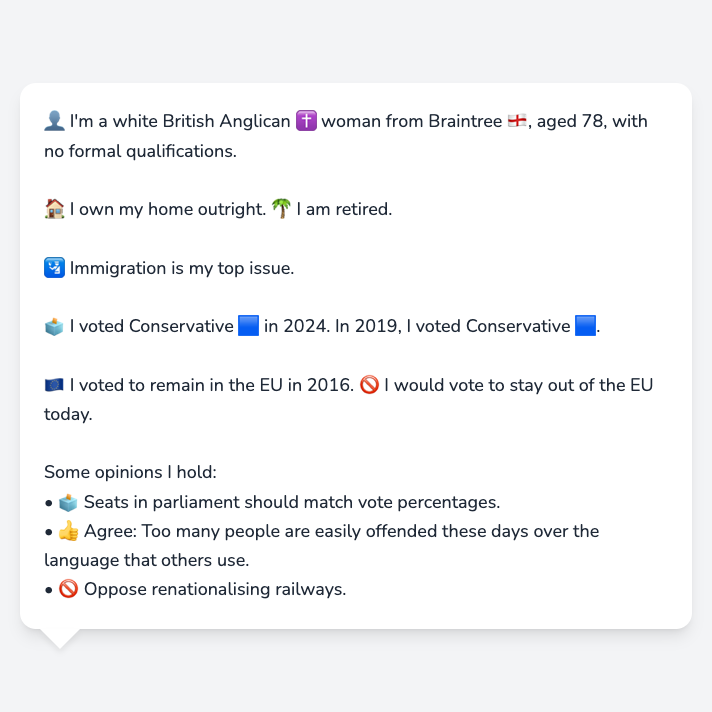 👤 I'm a white British Anglican ✝️ woman from Braintree 🏴󠁧󠁢󠁥󠁮󠁧󠁿, aged 78, with
no formal qualifications.
🏠 I own my home outright. 🌴 I am retired.
🛂 Immigration is my top issue.
🗳️ I voted Conservative 🟦 in 2024. In 2019, I voted Conservative 🟦.
🇪🇺 I voted to remain in the EU in 2016. 🚫 I would vote to stay out of the EU
today.
Some opinions I hold:
• 🗳️ Seats in parliament should match vote percentages.
• 👍 Agree: Too many people are easily offended these days over the
language that others use.
• 🚫 Oppose renationalising railways.